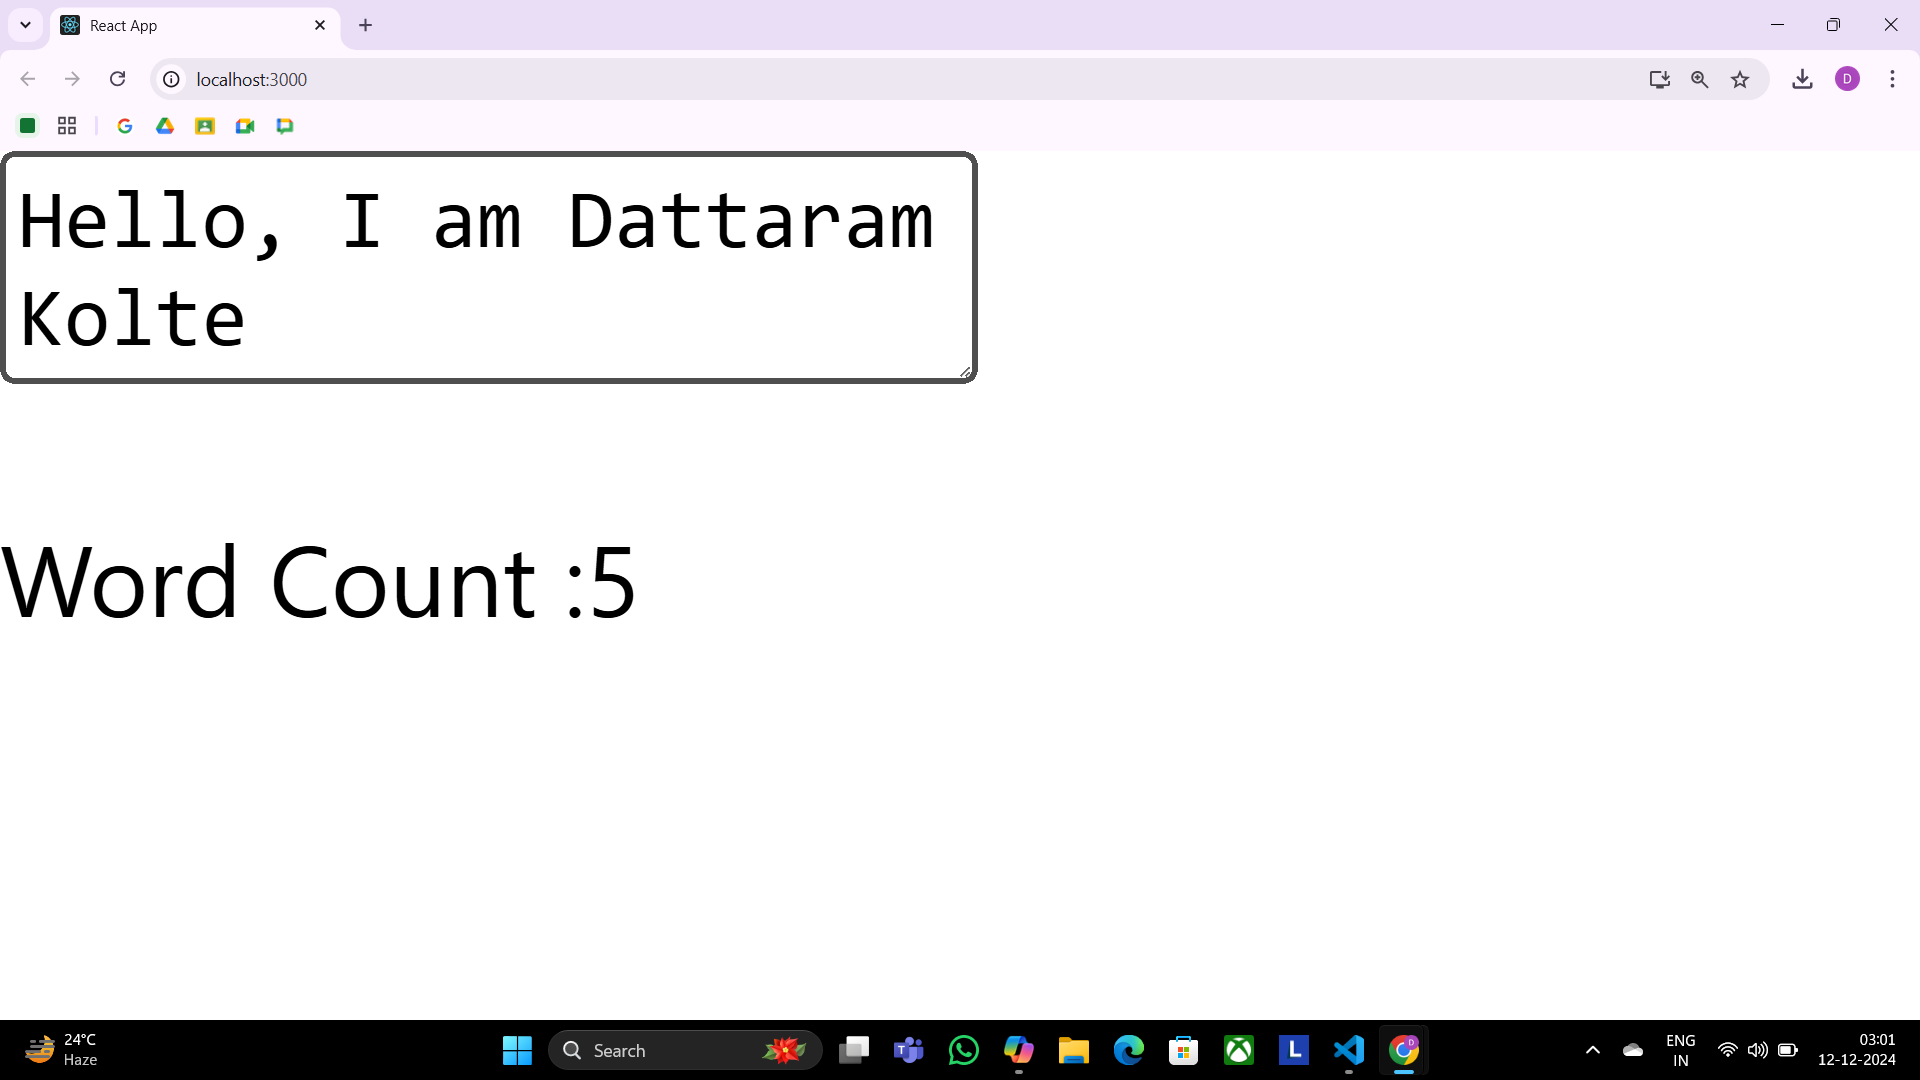 React App
localhost:3000
D
Hello, I am Dattaram
Kolte
Word Count :5
24°C
Haze
Search
L
D
ENG
IN
03:01
12-12-2024